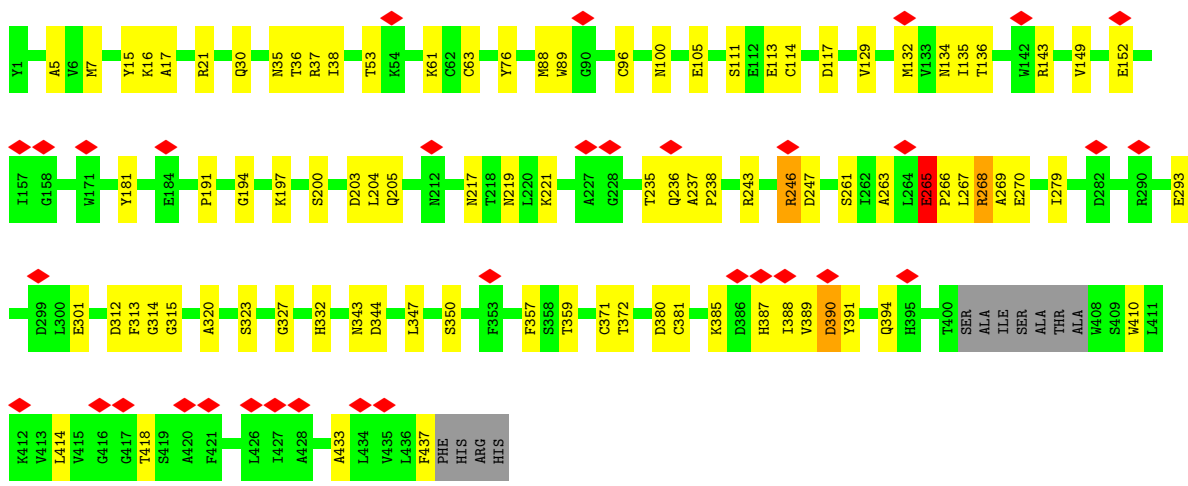 Y1 A5 V6 M7 Y15 K16 A17 R21 Q30 N35 T36 R37 I38 T53 K54 K61 C62 C63 Y76 M88 W89 G90 C96 N100 E105 S111 E112 E113 C114 D117 V129 M132 V133 N134 I135 T136 W142 R143 V149 E152
I157 G158 W171 Y181 E184 P191 G194 K197 S200 D203 L204 Q205 N212 N217 T218 N219 L220 K221 A227 G228 T235 Q236 A237 P238 R243 R246 D247 S261 I262 A263 L264 E265 P266 L267 R268 A269 E270 I279 D282 R290 E293
D299 L300 E301 D312 F313 G314 G315 A320 S323 G327 H332 N343 D344 L347 S350 F353 F357 S358 T359 C371 T372 D380 C381 K385 D386 H387 I388 V389 D390 Y391 Q394 H395 T400 SER ALA ILE SER ALA THR ALA W408 S409 W410 L411
K412 V413 L414 V415 G416 G417 T418 S419 A420 F421 L426 I427 A428 A433 L434 V435 L436 F437 PHE HIS ARG HIS